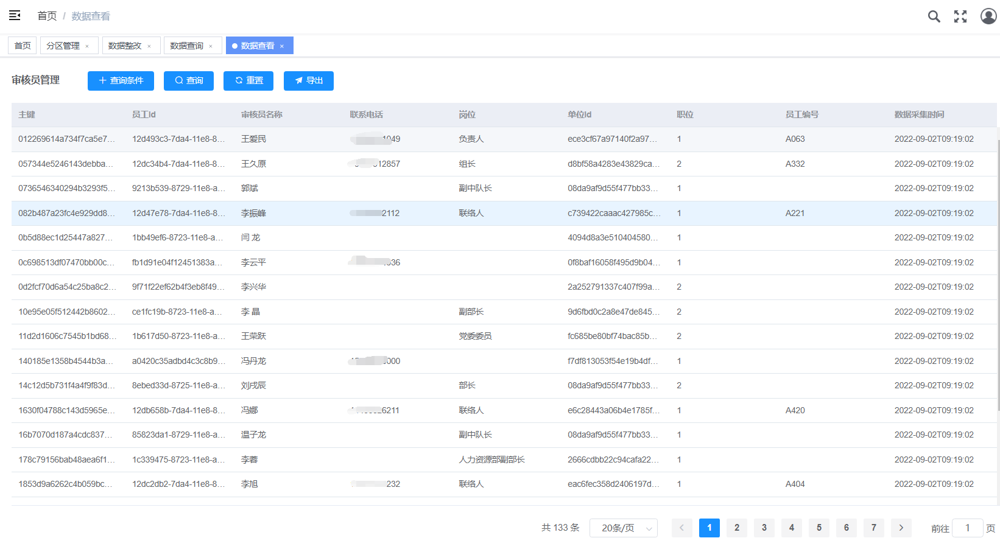 首页 / 数据查看
首页 分区管理 × 数据整改 × 数据查询 × 数据查看 ×
审核员管理 查询条件 查询 重置 导出
主键 员工Id 审核员名称 联系电话 岗位 单位Id 职位 员工编号 数据采集时间
012269614a734f7ca5e7... 12d493c3-7da4-11e8-8... 王爱民 1049 负责人 ece3cf67a97140f2a97... 1 A063 2022-09-02T09:19:02
057344e5246143debba... 12dc34b4-7da4-11e8-8... 王久原 12857 组长 d8bf58a4283e43829ca... 2 A332 2022-09-02T09:19:02
0736546340294b3293f5... 9213b539-8729-11e8-a... 郭斌 副中队长 08da9af9d55f477bb33... 1 2022-09-02T09:19:02
082b487a23fc4e929dd8... 12d47e78-7da4-11e8-8... 李振峰 2112 联络人 c739422caaac427985c... 1 A221 2022-09-02T09:19:02
0b5d88ec1d25447a827... 1bb49ef6-8723-11e8-a... 闫 龙 4094d8a3e510404580... 1 2022-09-02T09:19:02
0c698513df07470bb00c... fb1d91e04f12451383a... 李云平 36 0f8baf16058f495d9b04... 1 2022-09-02T09:19:02
0d2fcf70d6a54c25ba8c2... 9f71f22ef62b4f3eb8f49... 李兴华 2a252791337c407f99a... 2 2022-09-02T09:19:02
10e95e05f512442b8602... ce1fc19b-8723-11e8-a... 李 晶 副部长 9d6fbd0c2a8e47de845... 2 2022-09-02T09:19:02
11d2d1606c7545b1bd68... 1b617d50-8723-11e8-a... 王荣跃 党委委员 fc685be80bf74bac85b... 2 2022-09-02T09:19:02
140185e1358b4544b3a... a0420c35adbd4c3c8b9... 冯丹龙 000 f7df813053f54e19b4df... 1 2022-09-02T09:19:02
14c12d5b731f4a4f9f83d... 8ebed33d-8725-11e8-a... 刘戌辰 部长 08da9af9d55f477bb33... 2 2022-09-02T09:19:02
1630f04788c143d5965e... 12db658b-7da4-11e8-8... 冯娜 6211 联络人 e6c28443a06b4e1785f... 1 A420 2022-09-02T09:19:02
16b7070d187a4cdc837... 85823da1-8729-11e8-a... 温子龙 副中队长 08da9af9d55f477bb33... 1 2022-09-02T09:19:02
178c79156bab48aea6f1... 1c339475-8723-11e8-a... 李蓉 人力资源部副部长 2666cdbb22c94cafa22... 1 2022-09-02T09:19:02
1853d9a6262c4b059bc... 12dc2db2-7da4-11e8-8... 李旭 232 联络人 eac6fec358d2406197d... 1 A404 2022-09-02T09:19:02
共 133 条 20条/页 1 2 3 4 5 6 7 前往 1 页